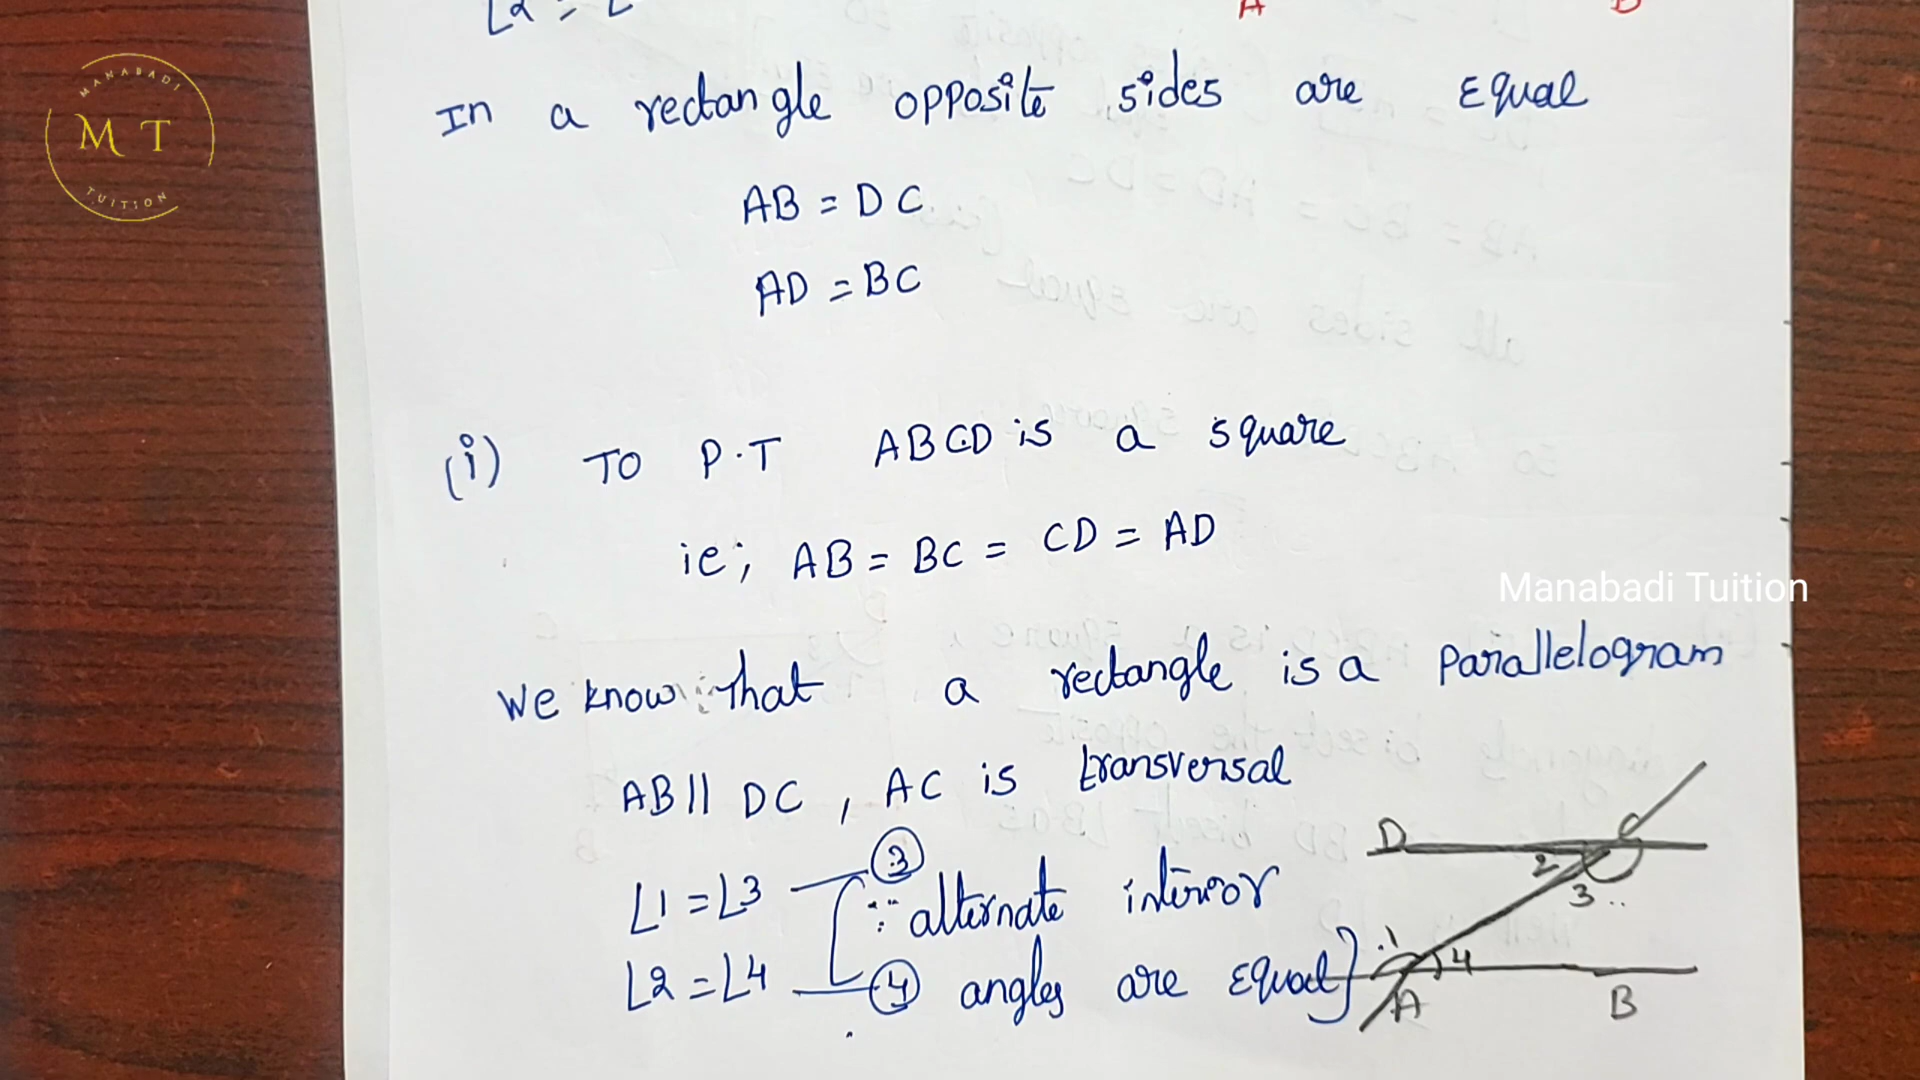 MANABADI
M T
TUITION
In a rectangle opposite sides are Equal
AB = DC
AD = BC
(i) TO P.T ABCD is a square
ie; AB = BC = CD = AD
Manabadi Tuition
We know that a rectangle is a parallelogram
AB || DC , AC is transversal
∠1 = ∠3 — ③
∵ alternate interior
∠2 = ∠4 — ④ angles are Equal}
D C
2
3
1
4
A B